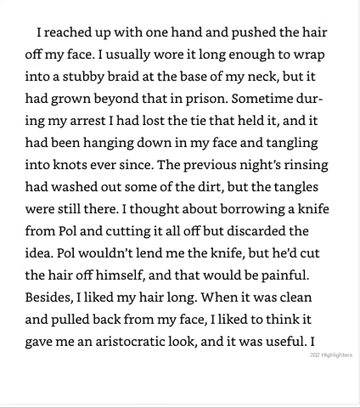 I reached up with one hand and pushed the hair
off my face. I usually wore it long enough to wrap
into a stubby braid at the base of my neck, but it
had grown beyond that in prison. Sometime dur-
ing my arrest I had lost the tie that held it, and it
had been hanging down in my face and tangling
into knots ever since. The previous night’s rinsing
had washed out some of the dirt, but the tangles
were still there. I thought about borrowing a knife
from Pol and cutting it all off but discarded the
idea. Pol wouldn’t lend me the knife, but he’d cut
the hair off himself, and that would be painful.
Besides, I liked my hair long. When it was clean
and pulled back from my face, I liked to think it
gave me an aristocratic look, and it was useful. I
202 Highlighters